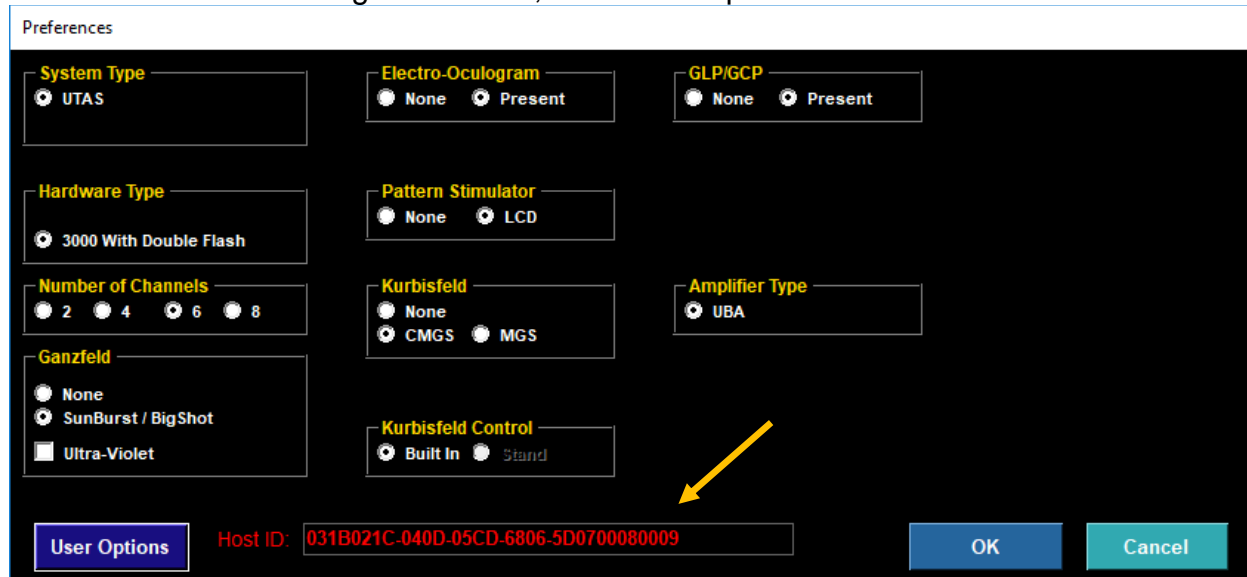 Preferences
System Type
UTAS
Electro-Oculogram
None Present
GLP/GCP
None Present
Hardware Type
3000 With Double Flash
Pattern Stimulator
None LCD
Number of Channels
2 4 6 8
Kurbisfeld
None
CMGS MGS
Amplifier Type
UBA
Ganzfeld
None
SunBurst / BigShot
Ultra-Violet
Kurbisfeld Control
Built In Stand
User Options
Host ID: 031B021C-040D-05CD-6806-5D0700080009
OK
Cancel